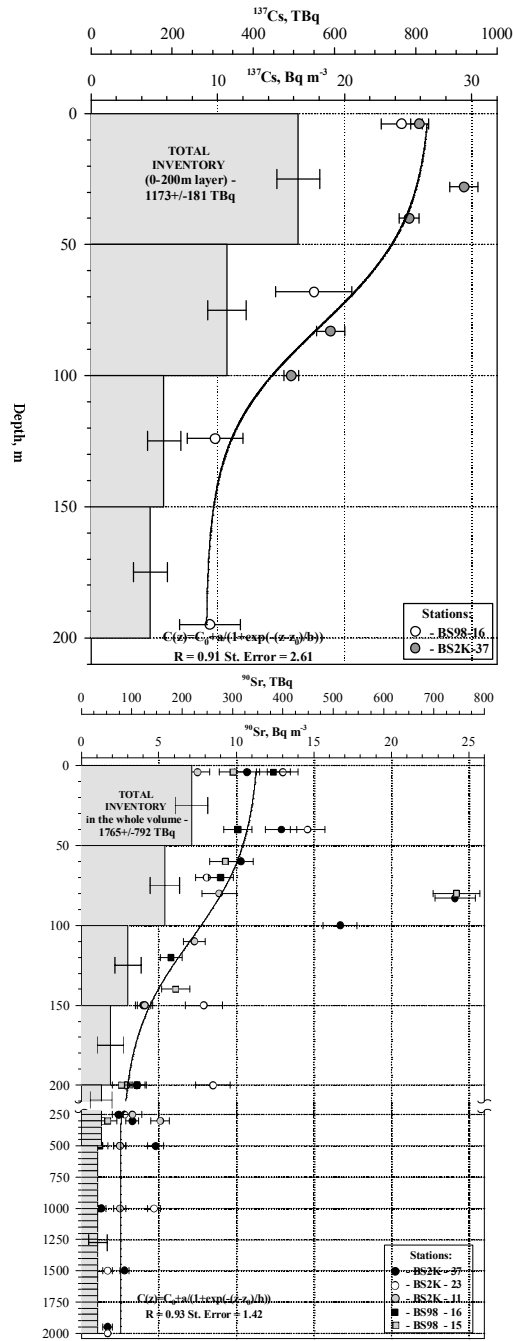 137Cs, TBq
0 200 400 600 800 1000
137Cs, Bq m-3
0 10 20 30
0
50
100
150
200
Depth, m
TOTAL
INVENTORY
(0-200m layer) -
1173+/-181 TBq
Stations:
- BS98-16
- BS2K-37
C(z)=C0+a/(1+exp(-(z-z0)/b))
R = 0.91 St. Error = 2.61
90Sr, TBq
0 100 200 300 400 500 600 700 800
90Sr, Bq m-3
0 5 10 15 20 25
0
50
100
150
200
250
500
750
1000
1250
1500
1750
2000
TOTAL
INVENTORY
in the whole volume -
1765+/-792 TBq
Stations:
- BS2K - 37
- BS2K - 23
- BS2K - 11
- BS98 - 16
- BS98 - 15
C(z)=C0+a/(1+exp(-(z-z0)/b))
R = 0.93 St. Error = 1.42